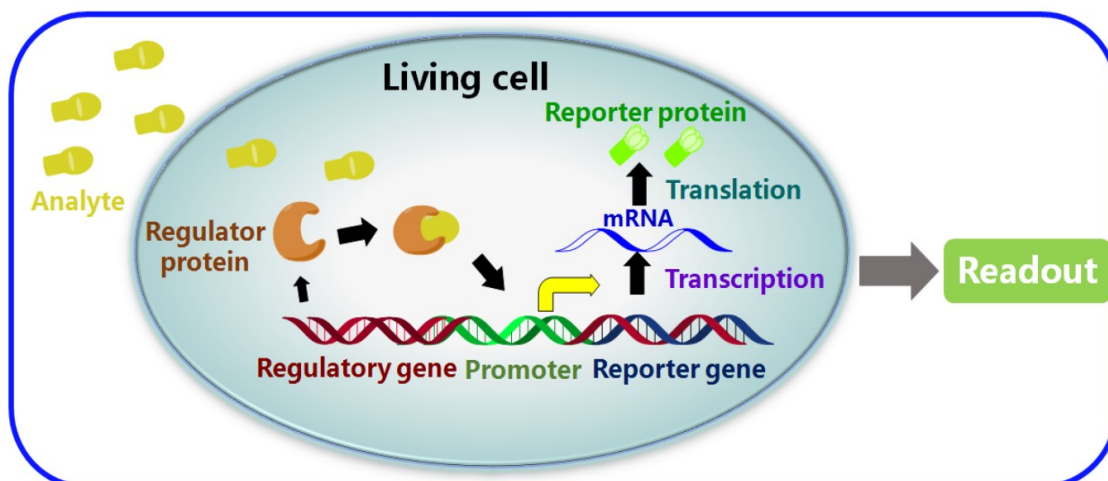 Living cell
Reporter protein
Translation
mRNA
Analyte
Regulator
protein
Transcription
Readout
Regulatory gene Promoter Reporter gene